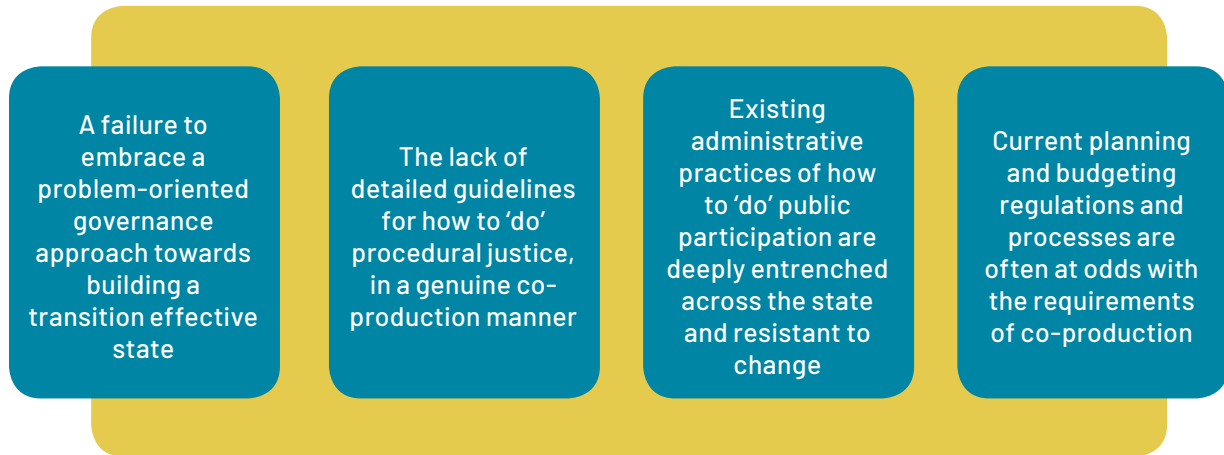 A failure to
embrace a
problem-oriented
governance
approach towards
building a
transition effective
state
The lack of
detailed guidelines
for how to ‘do’
procedural justice,
in a genuine co-
production manner
Existing
administrative
practices of how
to ‘do’ public
participation are
deeply entrenched
across the state
and resistant to
change
Current planning
and budgeting
regulations and
processes are
often at odds with
the requirements
of co-production